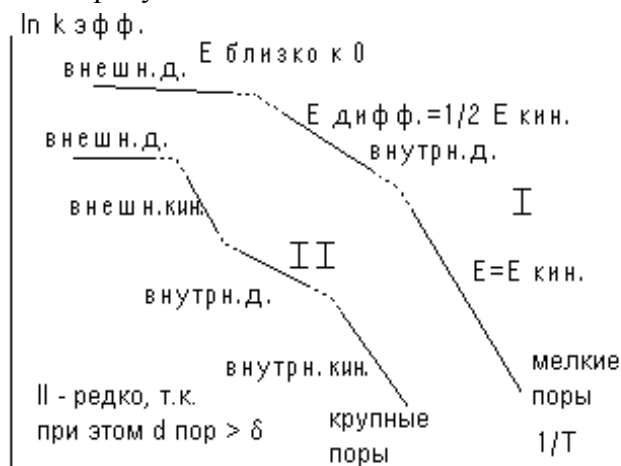 ln k эфф.
E близко к 0
внешн.д.
E дифф.=1/2 E кин.
внешн.д.
внутрн.д.
внешн.кин.
I
II
E=E кин.
внутрн.д.
внутрн.кин.
мелкие
поры
II - редко, т.к.
при этом d пор > δ
крупные
поры
1/T